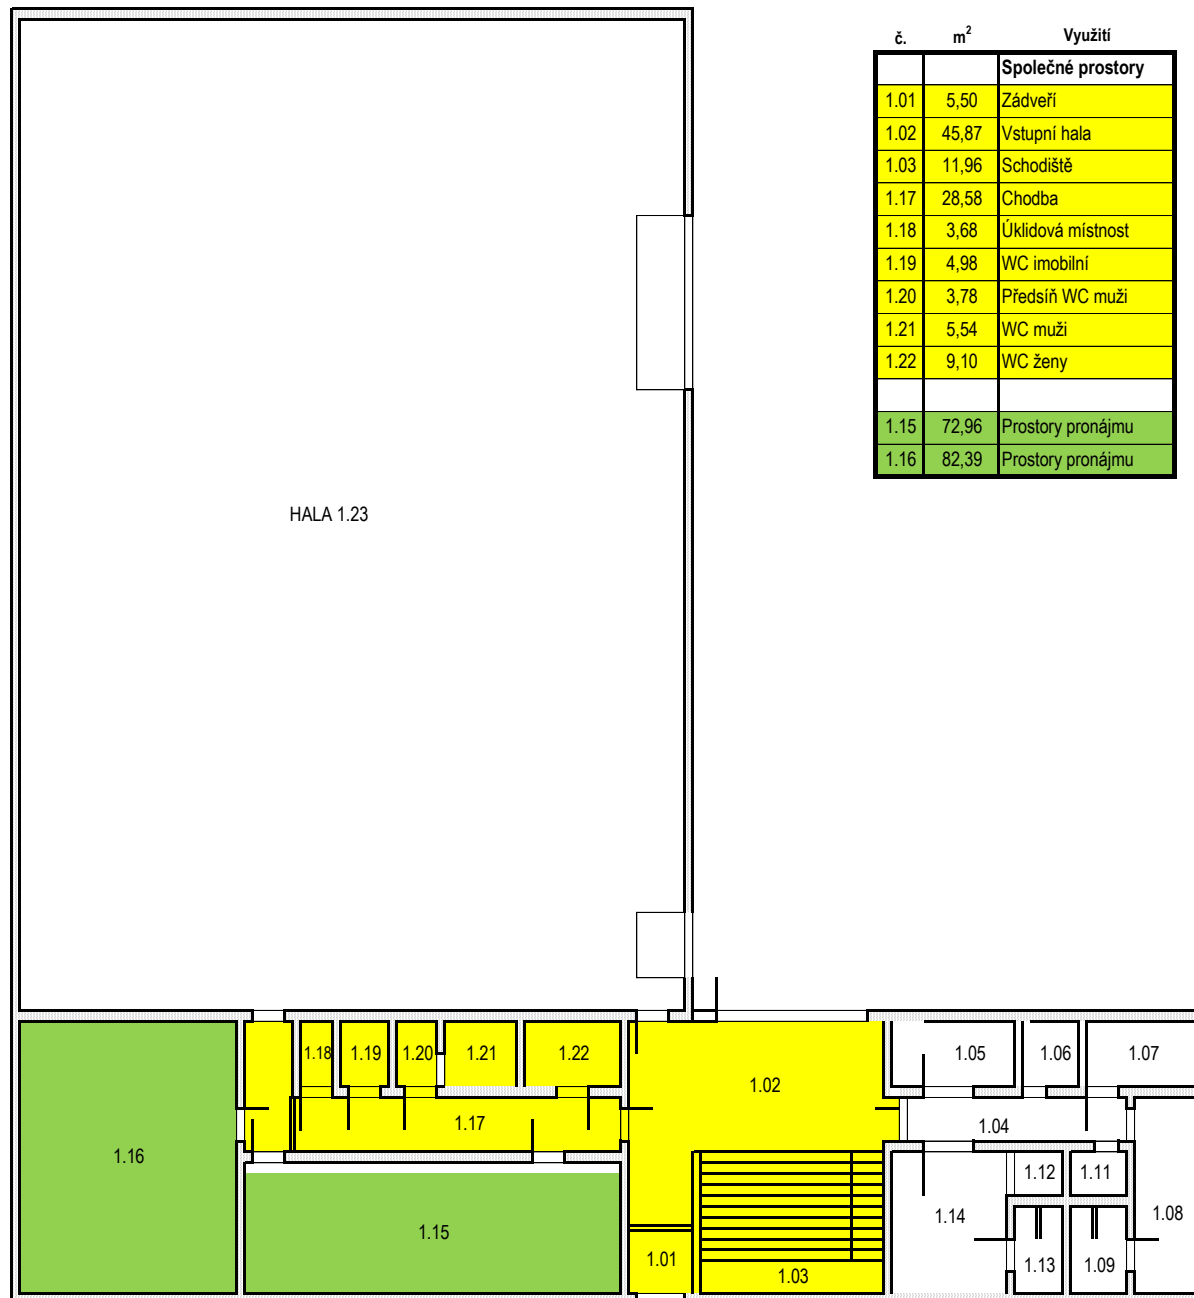 č. m² Využití
Společné prostory
1.01 5,50 Zádveří
1.02 45,87 Vstupní hala
1.03 11,96 Schodiště
1.17 28,58 Chodba
1.18 3,68 Úklidová místnost
1.19 4,98 WC imobilní
1.20 3,78 Předsíň WC muži
1.21 5,54 WC muži
1.22 9,10 WC ženy
1.15 72,96 Prostory pronájmu
1.16 82,39 Prostory pronájmu
HALA 1.23
1.18 1.19 1.20 1.21 1.22 1.05 1.06 1.07
1.02
1.17 1.04
1.16
1.12 1.11
1.14 1.08
1.15
1.01 1.03 1.13 1.09